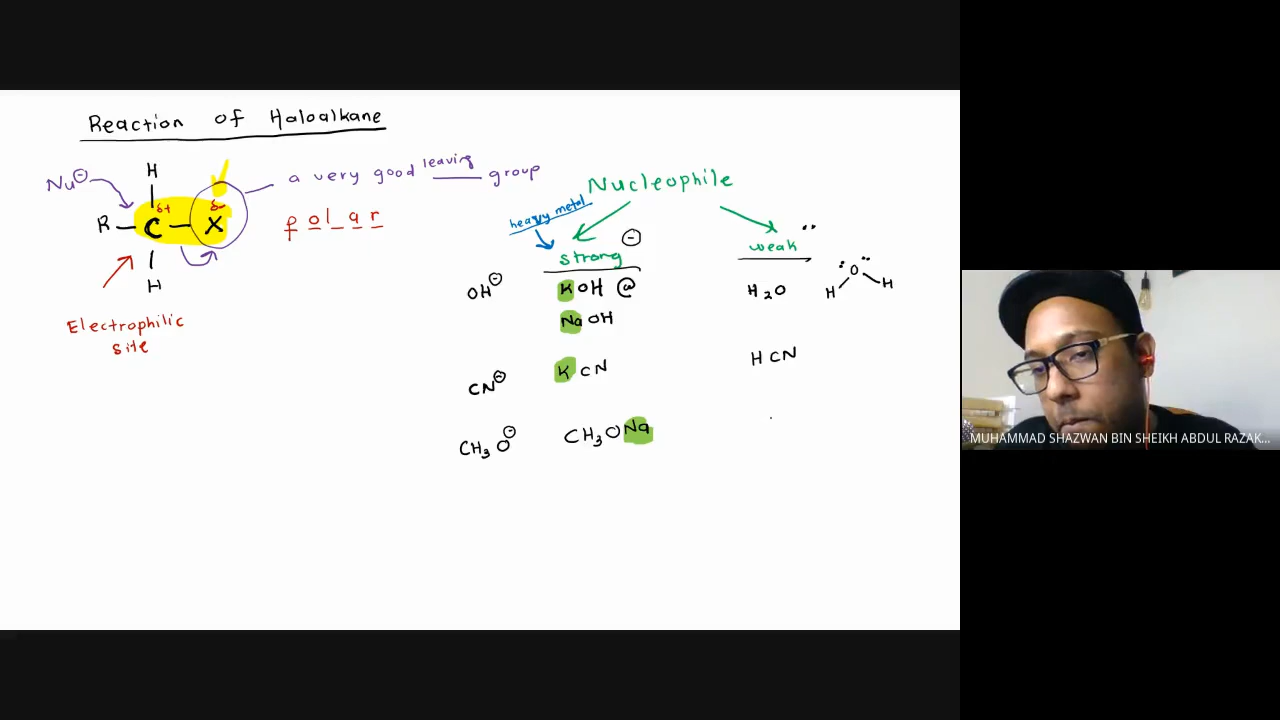 Reaction of Haloalkane
Nu⊖
H
R – C – X
δ+ δ-
H
a very good leaving group
polar
Electrophilic
site
Nucleophile
heavy metal
⊖
strong
weak
OH⊖ KOH @ H2O
NaOH
H O H
CN⊖ KCN HCN
CH3O⊖ CH3ONa
MUHAMMAD SHAZWAN BIN SHEIKH ABDUL RAZAK...